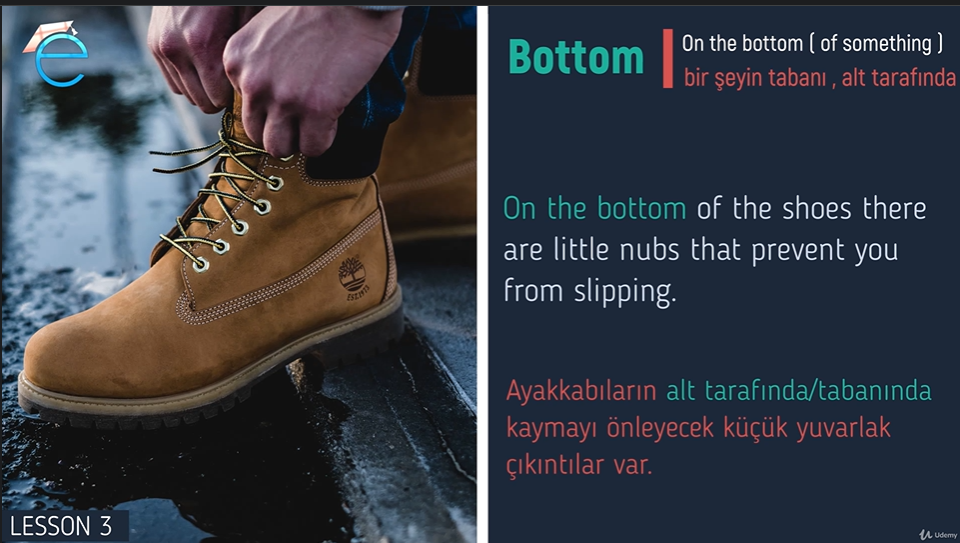 e
Bottom
On the bottom ( of something )
bir şeyin tabanı , alt tarafında
On the bottom of the shoes there
are little nubs that prevent you
from slipping.
Ayakkabıların alt tarafında/tabanında
kaymayı önleyecek küçük yuvarlak
çıkıntılar var.
LESSON 3
Udemy